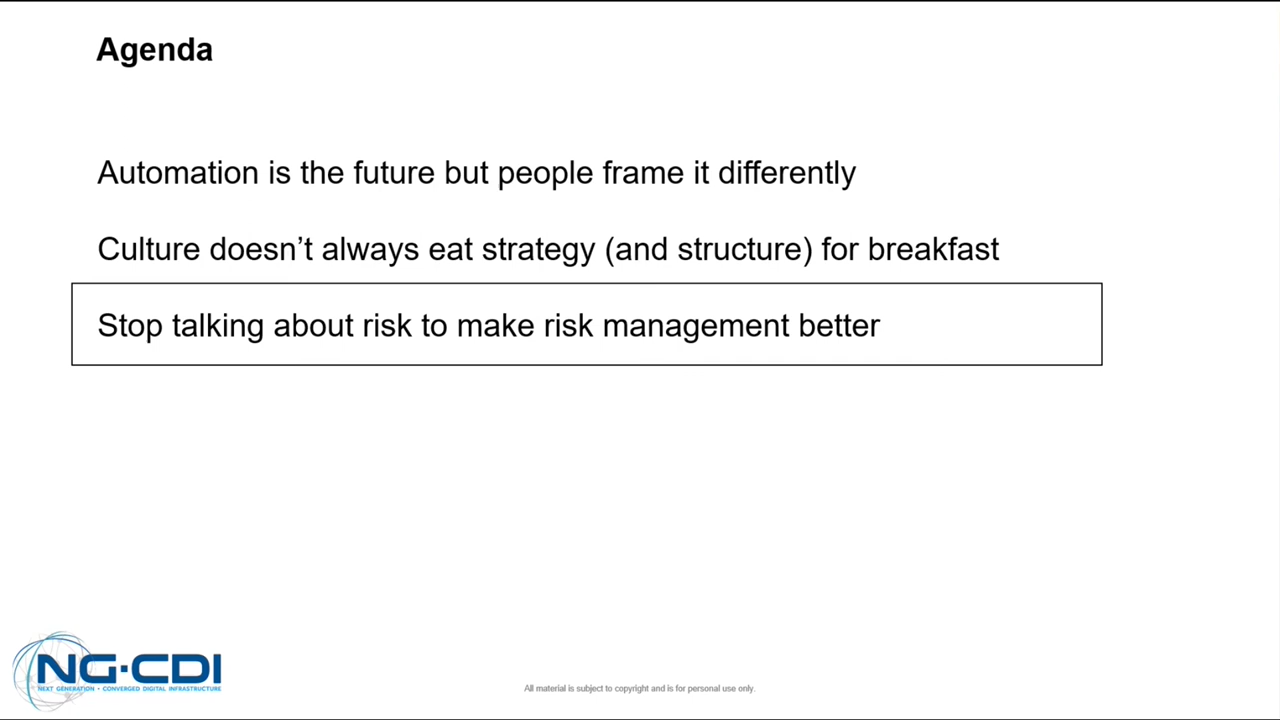 Agenda
Automation is the future but people frame it differently
Culture doesn’t always eat strategy (and structure) for breakfast
Stop talking about risk to make risk management better
NG·CDI
NEXT GENERATION • CONVERGED DIGITAL INFRASTRUCTURE
All material is subject to copyright and is for personal use only.